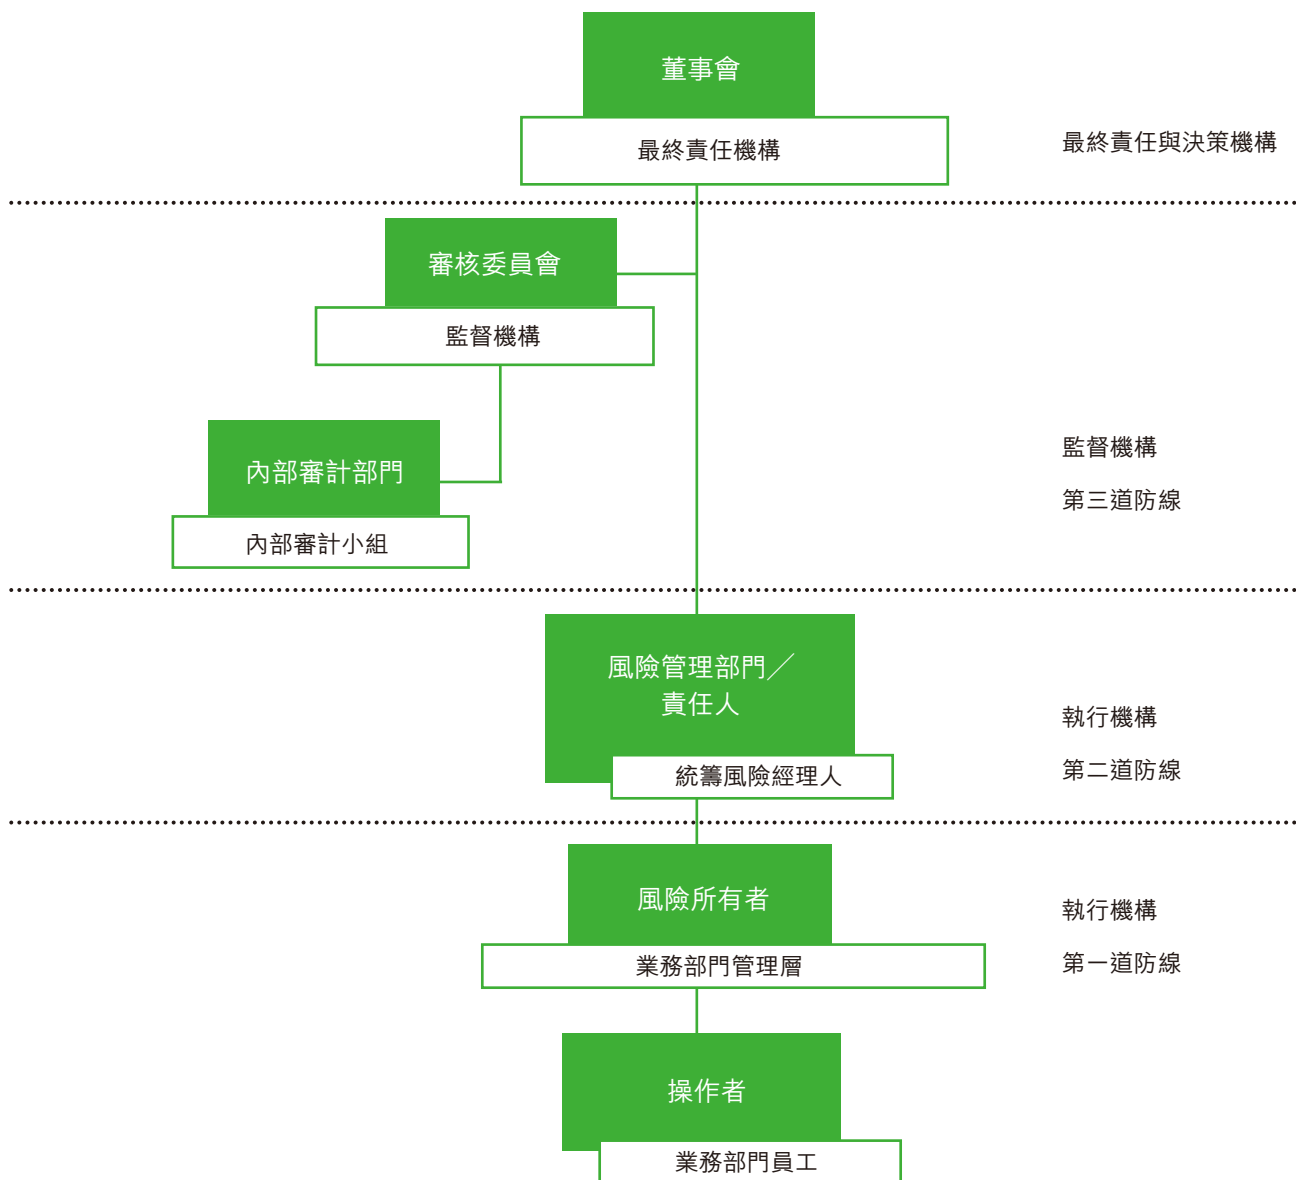 董事會
最終責任機構
最終責任與決策機構
審核委員會
監督機構
內部審計部門
內部審計小組
監督機構
第三道防線
風險管理部門╱
責任人
統籌風險經理人
執行機構
第二道防線
風險所有者
業務部門管理層
執行機構
第一道防線
操作者
業務部門員工